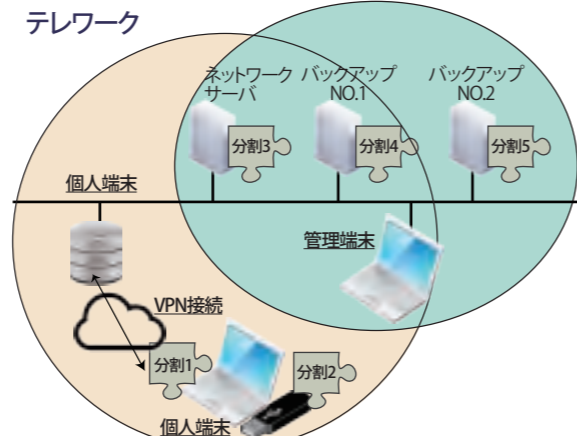 テレワーク
ネットワーク
サーバ
バックアップ
NO.1
バックアップ
NO.2
分割3
分割4
分割5
個人端末
管理端末
VPN接続
分割1
分割2
個人端末